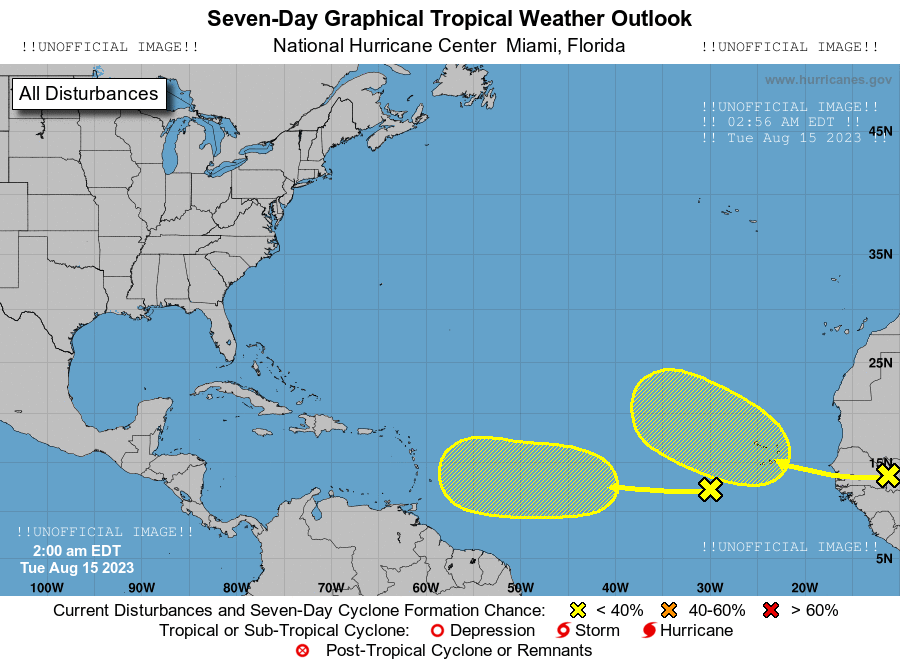 Seven-Day Graphical Tropical Weather Outlook
!!UNOFFICIAL IMAGE!! National Hurricane Center Miami, Florida !!UNOFFICIAL IMAGE!!
www.hurricanes.gov
All Disturbances
!!UNOFFICIAL IMAGE!!
!! 02:56 AM EDT !!
45N
!! Tue Aug 15 2023 !!
35N
25N
15N
!!UNOFFICIAL IMAGE!!
!!UNOFFICIAL IMAGE!!
2:00 am EDT
5N
Tue Aug 15 2023
100W 90W 80W 70W 60W 50W 40W 30W 20W
Current Disturbances and Seven-Day Cyclone Formation Chance: < 40% 40-60% > 60%
Tropical or Sub-Tropical Cyclone: Depression Storm Hurricane
Post-Tropical Cyclone or Remnants